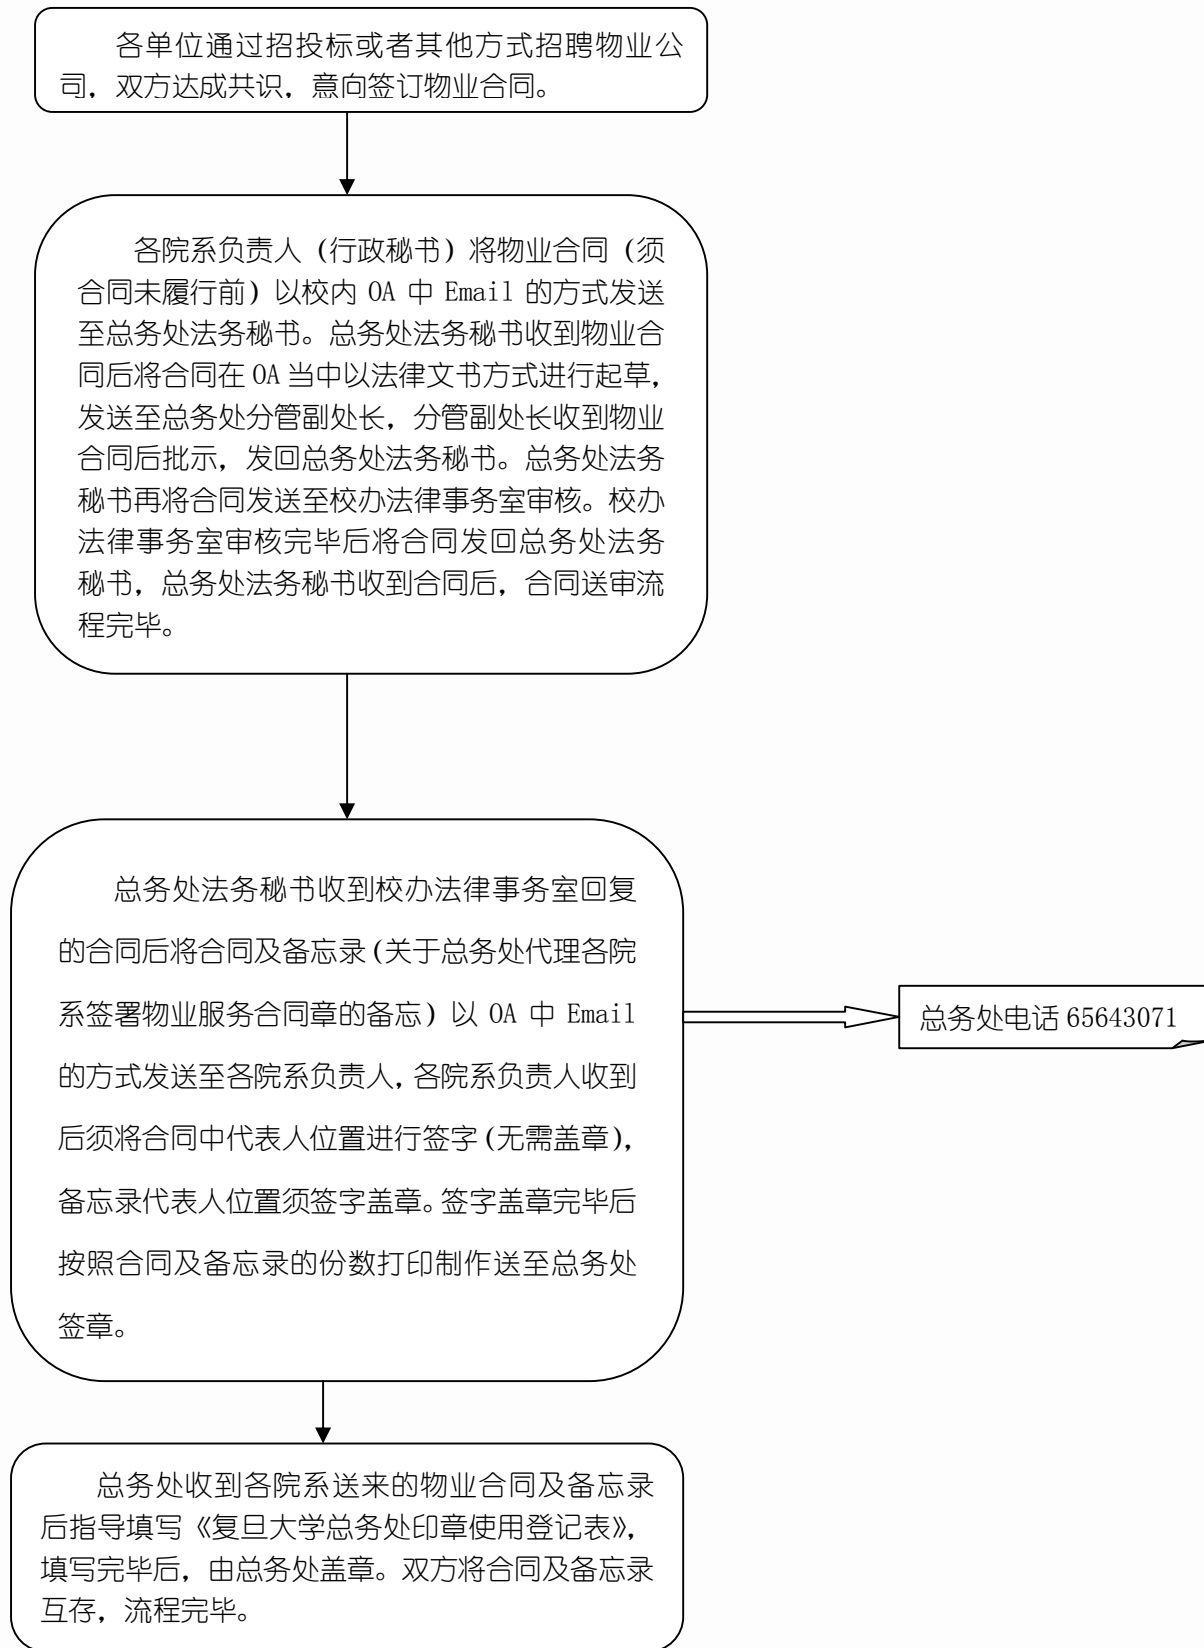 各单位通过招投标或者其他方式招聘物业公
司，双方达成共识，意向签订物业合同。
各院系负责人（行政秘书）将物业合同（须
合同未履行前）以校内 OA 中 Email 的方式发送
至总务处法务秘书。总务处法务秘书收到物业合
同后将合同在 OA 当中以法律文书方式进行起草，
发送至总务处分管副处长，分管副处长收到物业
合同后批示，发回总务处法务秘书。总务处法务
秘书再将合同发送至校办法律事务室审核。校办
法律事务室审核完毕后将合同发回总务处法务
秘书，总务处法务秘书收到合同后，合同送审流
程完毕。
总务处法务秘书收到校办法律事务室回复
的合同后将合同及备忘录（关于总务处代理各院
系签署物业服务合同章的备忘）以 OA 中 Email
的方式发送至各院系负责人，各院系负责人收到
后须将合同中代表人位置进行签字（无需盖章），
备忘录代表人位置须签字盖章。签字盖章完毕后
按照合同及备忘录的份数打印制作送至总务处
签章。
总务处电话 65643071
总务处收到各院系送来的物业合同及备忘录
后指导填写《复旦大学总务处印章使用登记表》，
填写完毕后，由总务处盖章。双方将合同及备忘录
互存，流程完毕。